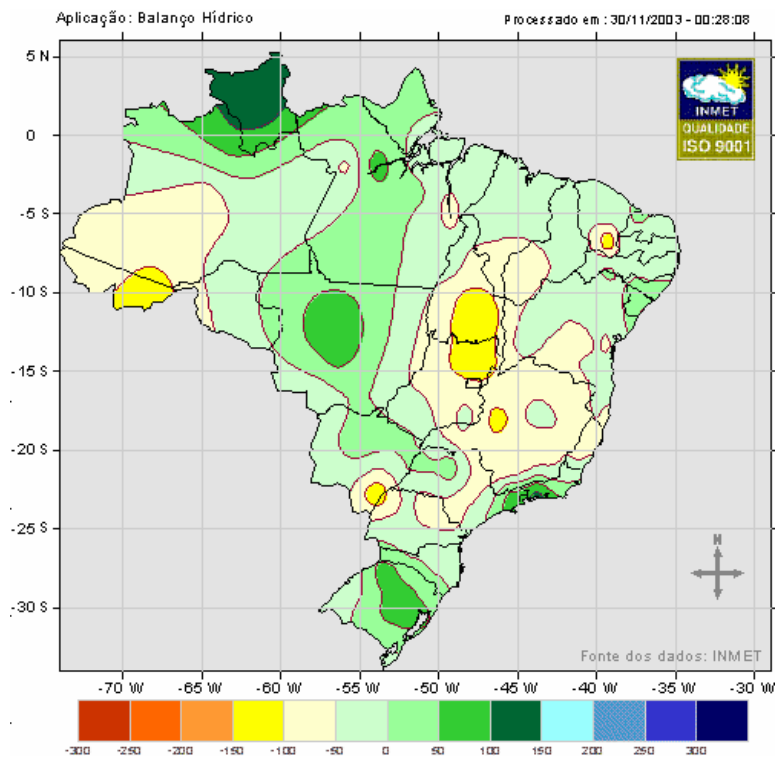 Aplicação: Balanço Hídrico
Processado em : 30/11/2003 - 00:28:08
5 N
0
-5 S
-10 S
-15 S
-20 S
-25 S
-30 S
INMET
QUALIDADE
ISO 9001
N
Fonte dos dados: INMET
-70 W -65 W -60 W -55 W -50 W -45 W -40 W -35 W -30 W
-300 -250 -200 -150 -100 -50 0 50 100 150 200 250 300